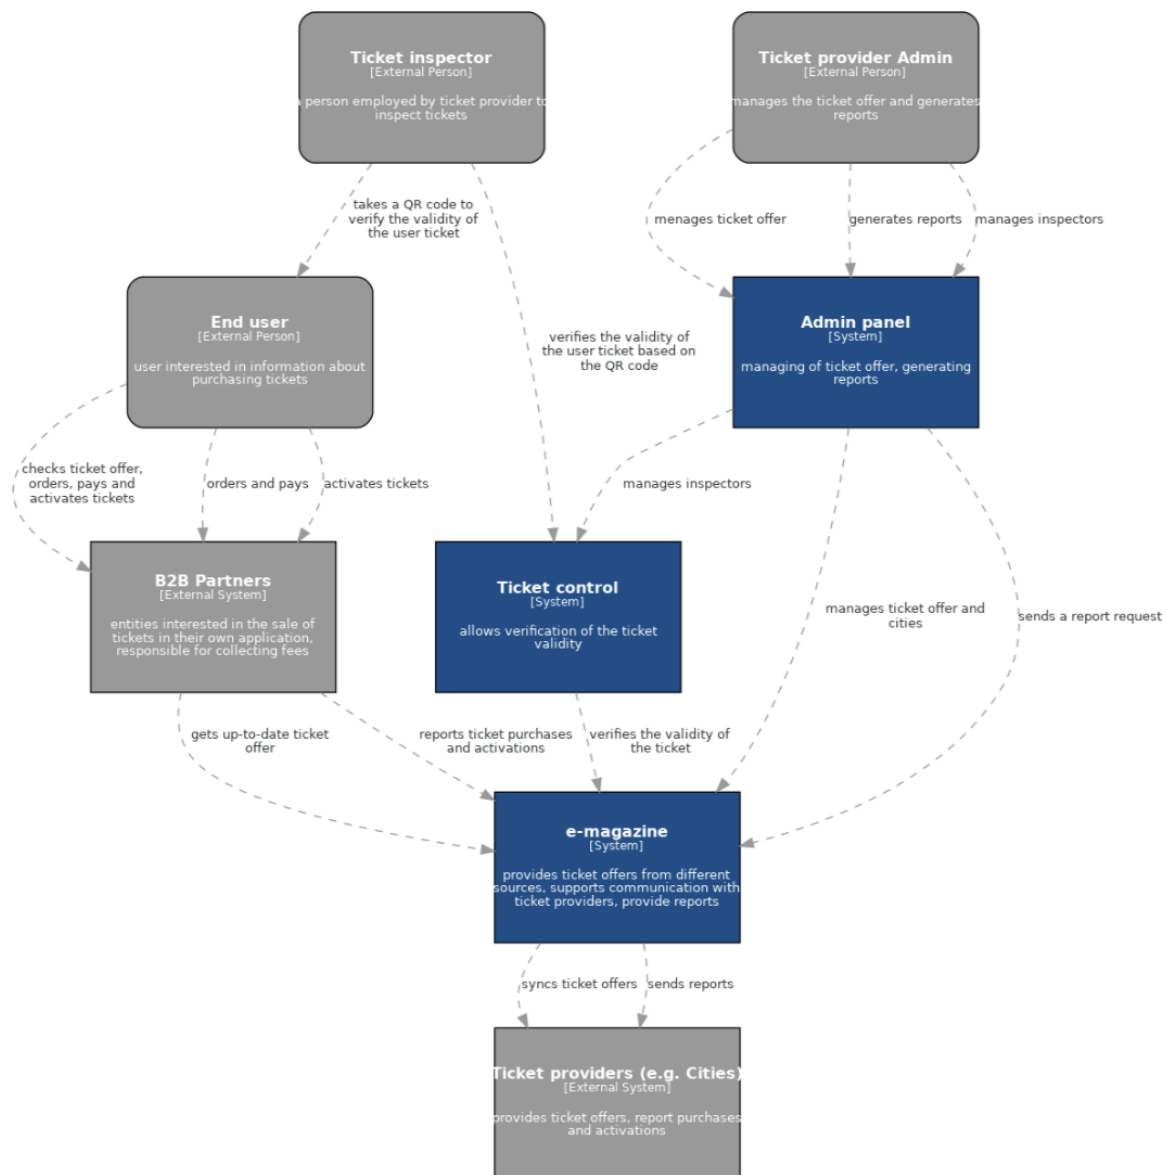 Ticket inspector
[External Person]
a person employed by ticket provider to
inspect tickets
Ticket provider Admin
[External Person]
manages the ticket offer and generates
reports
takes a QR code to
verify the validity of
the user ticket
menages ticket offer
generates reports
manages inspectors
End user
[External Person]
user interested in information about
purchasing tickets
verifies the validity of
the user ticket based on
the QR code
Admin panel
[System]
managing of ticket offer, generating
reports
checks ticket offer,
orders, pays and
activates tickets
orders and pays
activates tickets
manages inspectors
B2B Partners
[External System]
entities interested in the sale of
tickets in their own application,
responsible for collecting fees
Ticket control
[System]
allows verification of the ticket
validity
manages ticket offer and
cities
sends a report request
gets up-to-date ticket
offer
reports ticket purchases
and activations
verifies the validity of
the ticket
e-magazine
[System]
provides ticket offers from different
sources, supports communication with
ticket providers, provide reports
syncs ticket offers
sends reports
Ticket providers (e.g. Cities)
[External System]
provides ticket offers, report purchases
and activations